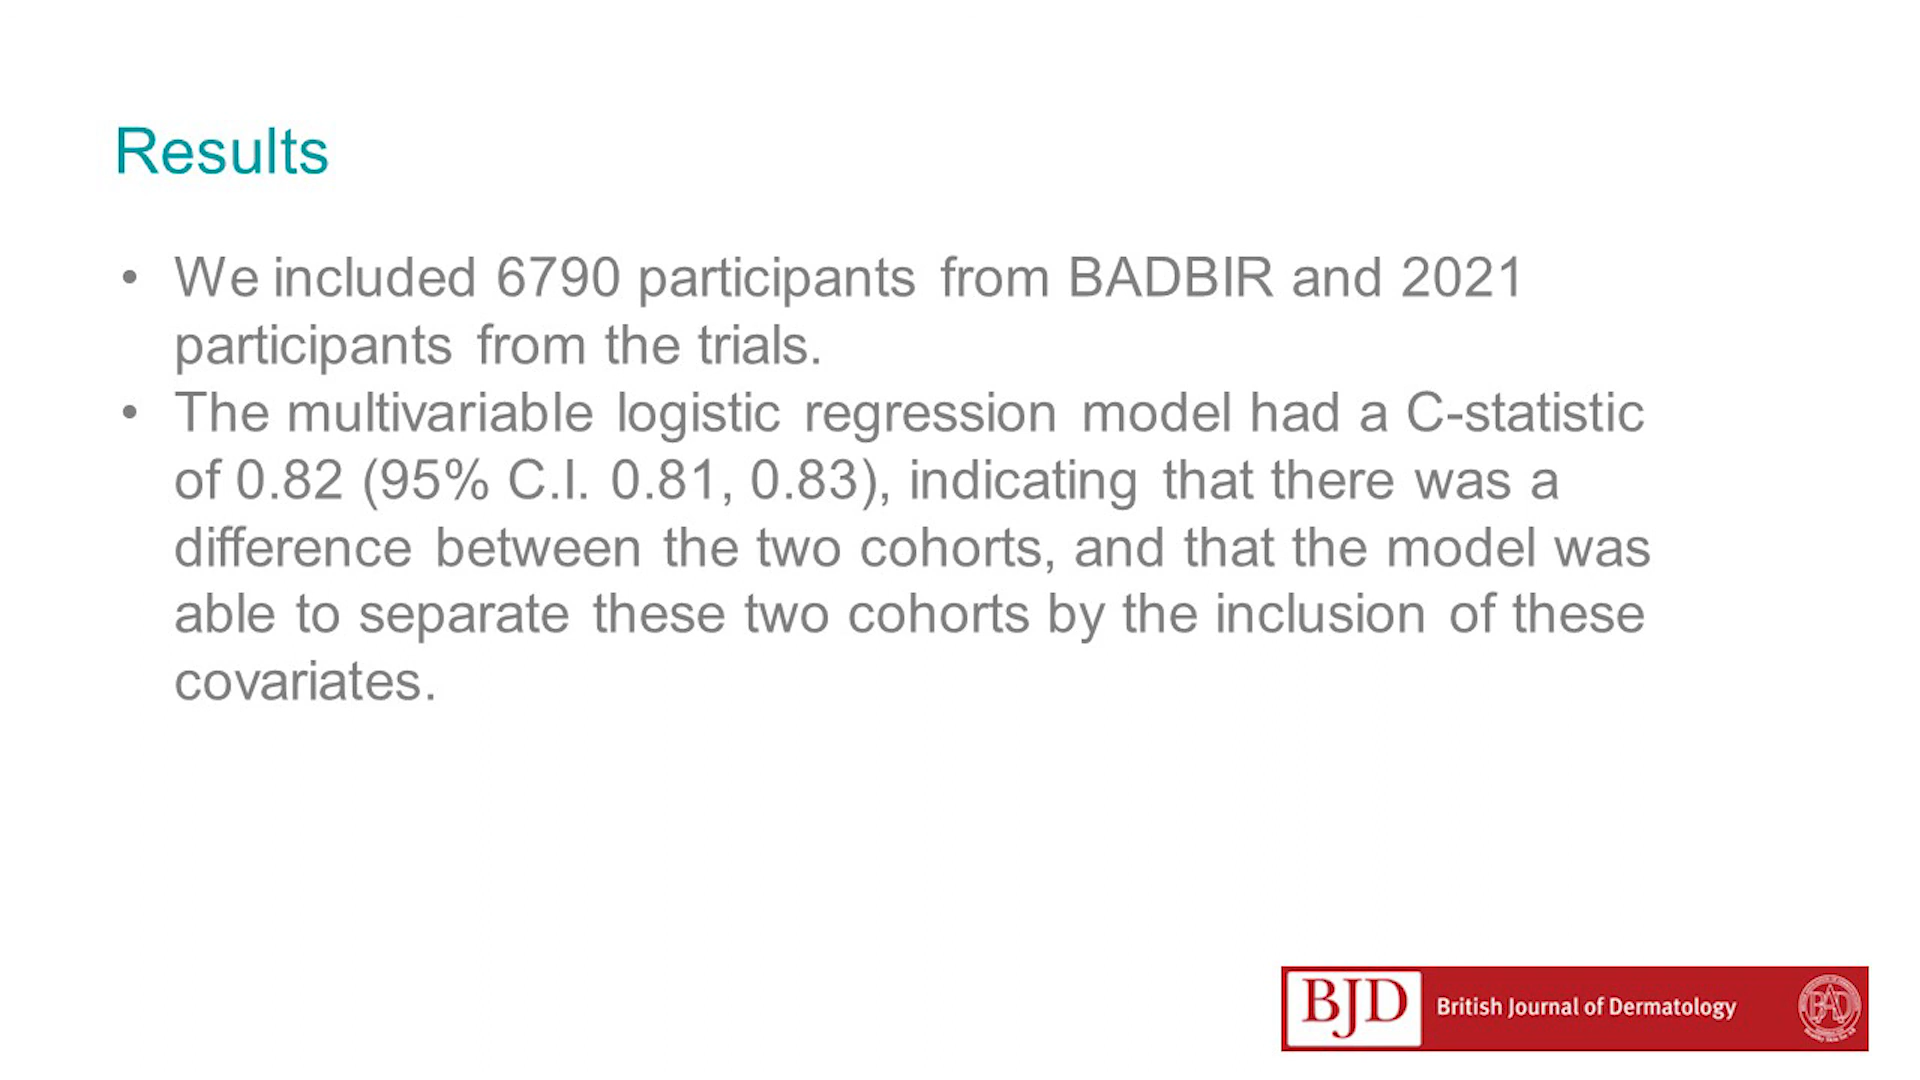 Results
• We included 6790 participants from BADBIR and 2021
participants from the trials.
• The multivariable logistic regression model had a C-statistic
of 0.82 (95% C.I. 0.81, 0.83), indicating that there was a
difference between the two cohorts, and that the model was
able to separate these two cohorts by the inclusion of these
covariates.
BJD British Journal of Dermatology BAD